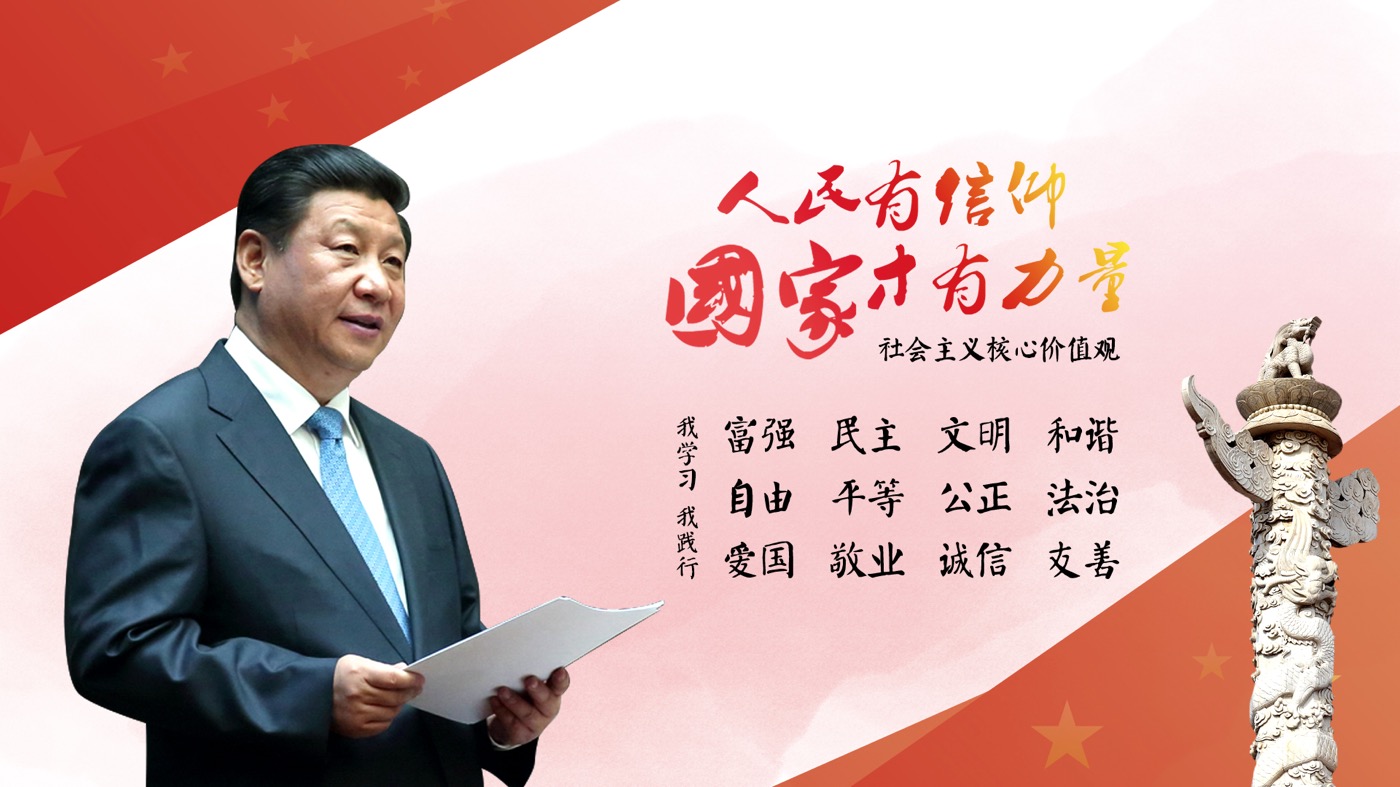 人民有信仰
國家才有力量
社会主义核心价值观
我学习 我践行
富强 民主 文明 和谐
自由 平等 公正 法治
爱国 敬业 诚信 友善